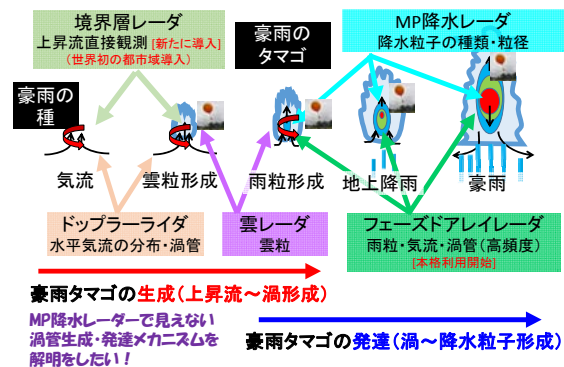 境界層レーダ
上昇流直接観測 [新たに導入]
(世界初の都市域導入)
豪雨の
タマゴ
MP降水レーダ
降水粒子の種類・粒径
豪雨の
種
気流
雲粒形成
雨粒形成
地上降雨
豪雨
ドップラーライダ
水平気流の分布・渦管
雲レーダ
雲粒
フェーズドアレイレーダ
雨粒・気流・渦管(高頻度)
[本格利用開始]
豪雨タマゴの生成(上昇流~渦形成)
MP降水レーダーで見えない
渦管生成・発達メカニズムを
解明をしたい!
豪雨タマゴの発達(渦~降水粒子形成)